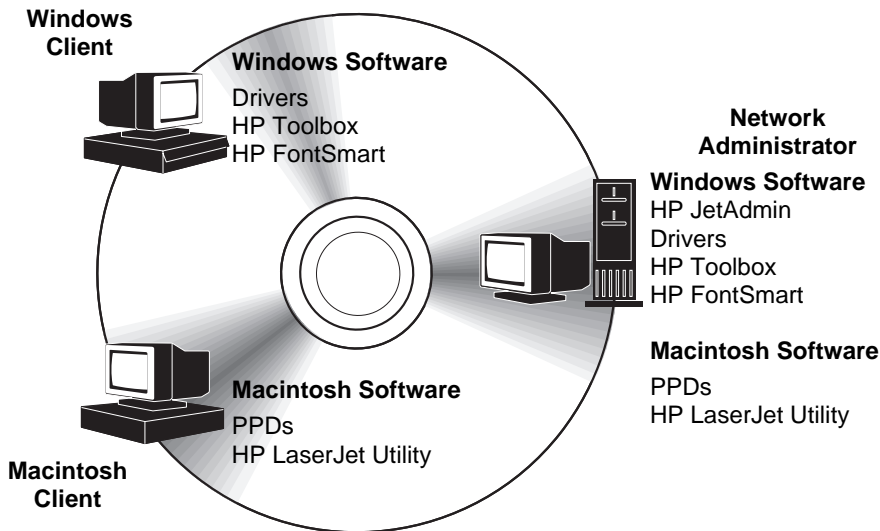 Windows
Client
Windows Software
Drivers
HP Toolbox
HP FontSmart
Network
Administrator
Windows Software
HP JetAdmin
Drivers
HP Toolbox
HP FontSmart
Macintosh Software
PPDs
HP LaserJet Utility
Macintosh Software
PPDs
HP LaserJet Utility
Macintosh
Client